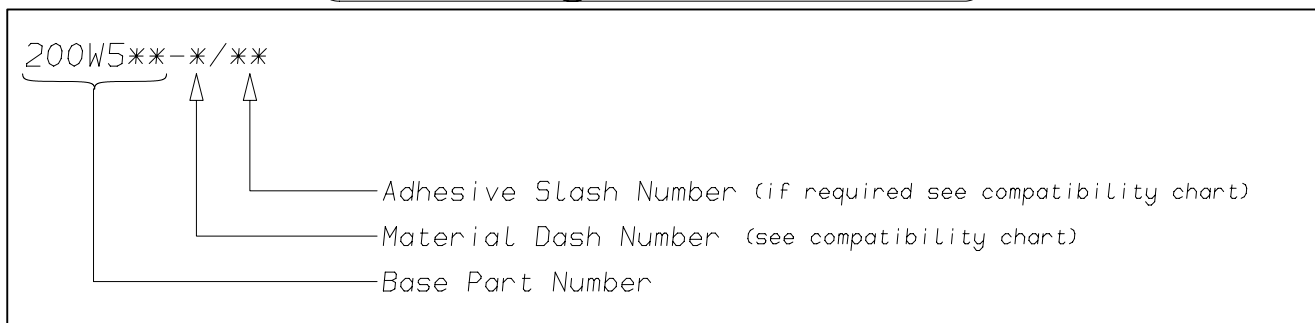 200W5**-*/**
Adhesive Slash Number (if required see compatibility chart)
Material Dash Number (see compatibility chart)
Base Part Number